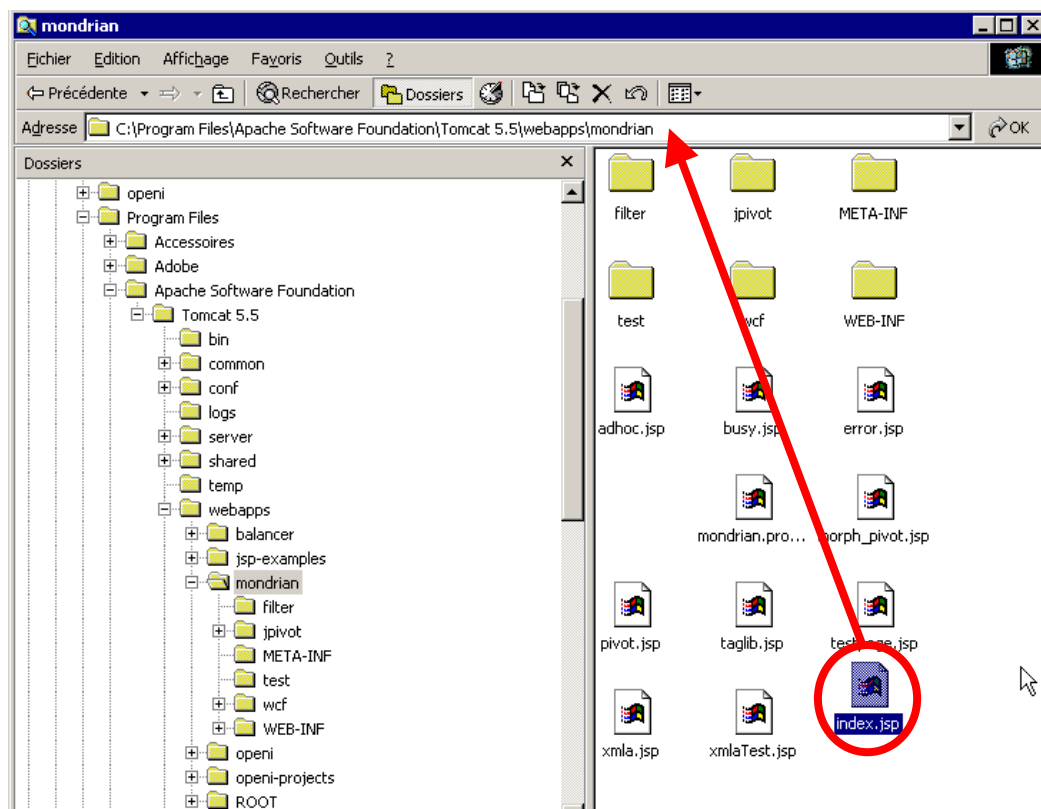 mondrian
Fichier Edition Affichage Favoris Outils ?
Précédente Rechercher Dossiers
Adresse C:\Program Files\Apache Software Foundation\Tomcat 5.5\webapps\mondrian OK
Dossiers
openi
Program Files
Accessoires
Adobe
Apache Software Foundation
Tomcat 5.5
bin
common
conf
logs
server
shared
temp
webapps
balancer
jsp-examples
mondrian
filter
jpivot
META-INF
test
wcf
WEB-INF
openi
openi-projects
ROOT
filter jpivot META-INF
test wcf WEB-INF
adhoc.jsp busy.jsp error.jsp
mondrian.pro... morph_pivot.jsp
pivot.jsp taglib.jsp testpage.jsp
index.jsp
xmla.jsp xmlaTest.jsp